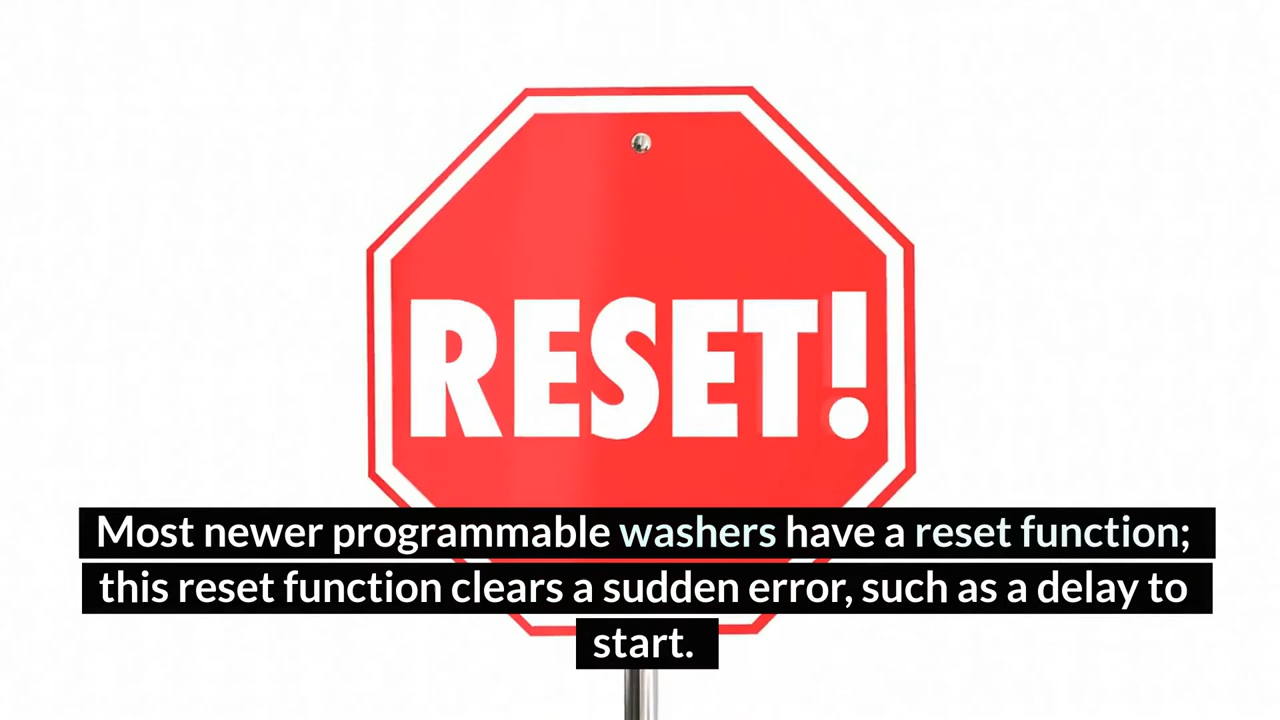 RESET!
Most newer programmable washers have a reset function;
this reset function clears a sudden error, such as a delay to
start.